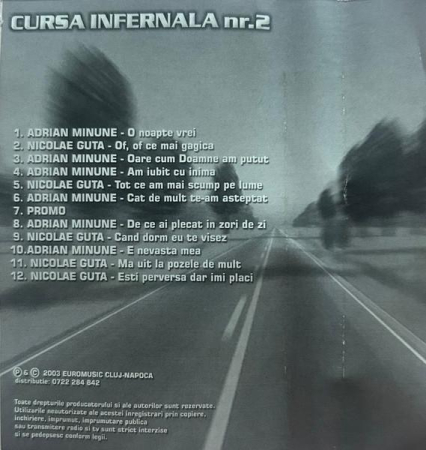 CURSA INFERNALA nr.2
1. ADRIAN MINUNE - O noapte vrei
2. NICOLAE GUTA - Of, of ce mai gagica
3. ADRIAN MINUNE - Oare cum Doamne am putut
4. ADRIAN MINUNE - Am iubit cu inima
5. NICOLAE GUTA - Tot ce am mai scump pe lume
6. ADRIAN MINUNE - Cat de mult te-am asteptat
7. PROMO
8. ADRIAN MINUNE - De ce ai plecat in zori de zi
9. NICOLAE GUTA - Cand dorm eu te visez
10.ADRIAN MINUNE - E nevasta mea
11. NICOLAE GUTA - Ma uit la pozele de mult
12. NICOLAE GUTA - Esti perversa dar imi placi
℗ & © 2003 EUROMUSIC CLUJ-NAPOCA
distributie: 0722 284 842
Toate drepturile producatorului si ale autorilor sunt rezervate.
Utilizarile neautorizate ale acestei inregistrari prin copiere,
inchiriere, imprumut, imprumutare publica
sau transmitere radio si tv sunt strict interzise
si se pedepsesc conform legii.